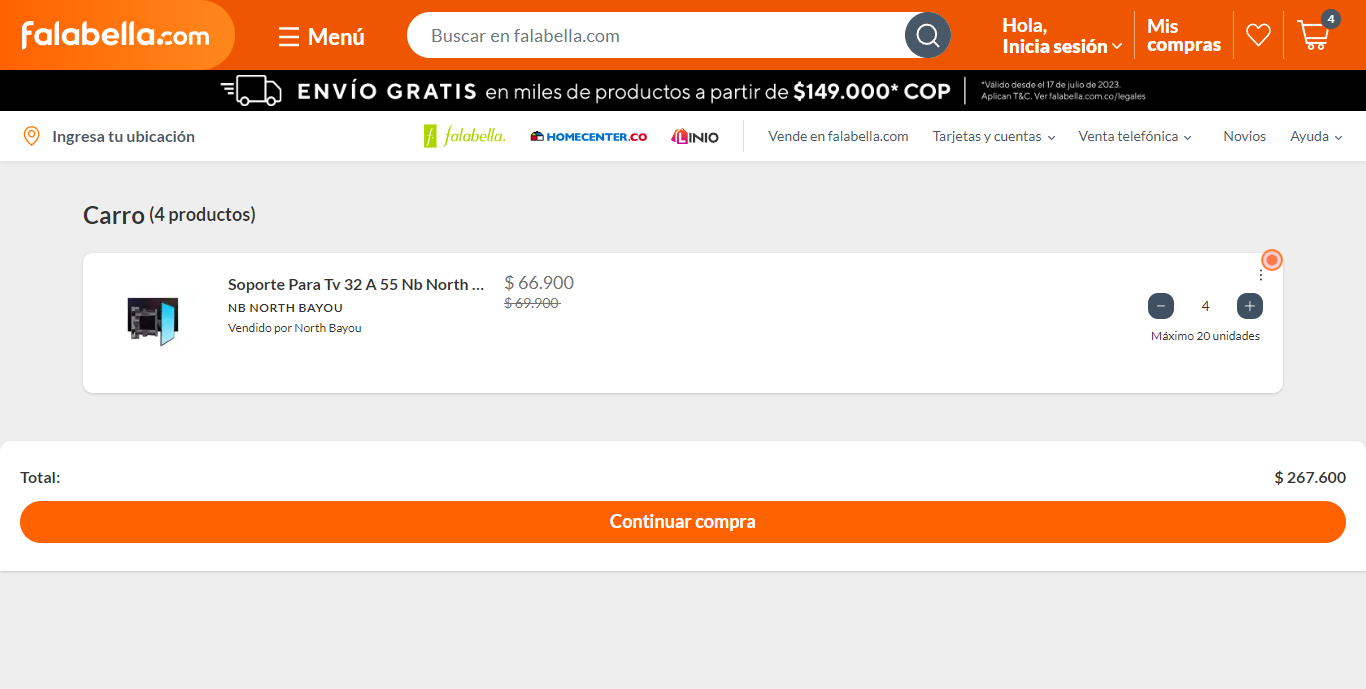 falabella.com
Menú
Buscar en falabella.com
Hola,
Inicia sesión
Mis
compras
4
ENVÍO GRATIS en miles de productos a partir de $149.000* COP
*Válido desde el 17 de julio de 2023.
Aplican T&C. Ver falabella.com.co/legales
Ingresa tu ubicación
falabella.
HOMECENTER.CO
LINIO
Vende en falabella.com
Tarjetas y cuentas
Venta telefónica
Novios
Ayuda
Carro (4 productos)
Soporte Para Tv 32 A 55 Nb North ...
NB NORTH BAYOU
Vendido por North Bayou
$ 66.900
$ 69.900
− 4 +
Máximo 20 unidades
Total:
$ 267.600
Continuar compra